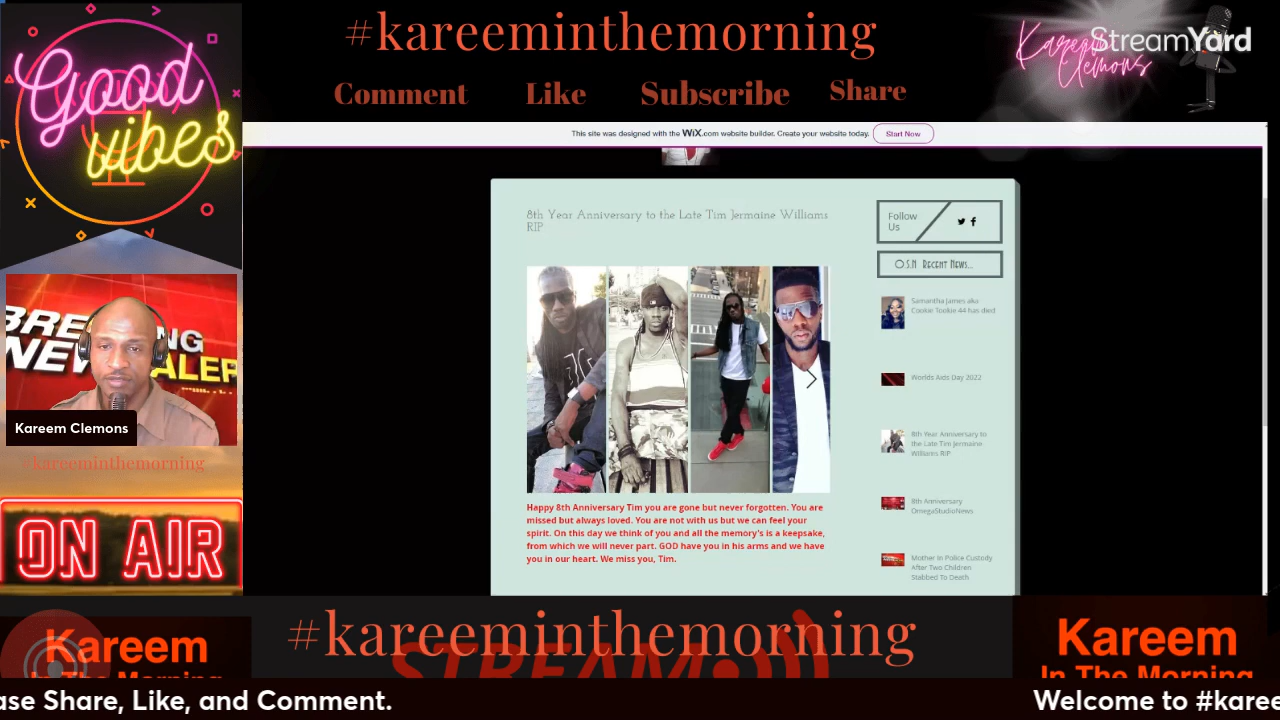 #kareeminthemorning
Comment Like Subscribe Share
Kareem
Clemons
StreamYard
Good
vibes
This site was designed with the WiX.com website builder. Create your website today. Start Now
8th Year Anniversary to the Late Tim Jermaine Williams
RIP
Follow
Us
O.S.N Recent News...
Samantha James aka
Cookie Tookie 44 has died
Worlds Aids Day 2022
8th Year Anniversary to
the Late Tim Jermaine
Williams RIP
8th Anniversary
OmegaStudioNews
Mother In Police Custody
After Two Children
Stabbed To Death
Happy 8th Anniversary Tim you are gone but never forgotten. You are
missed but always loved. You are not with us but we can feel your
spirit. On this day we think of you and all the memory's is a keepsake,
from which we will never part. GOD have you in his arms and we have
you in our heart. We miss you, Tim.
Kareem Clemons
#kareeminthemorning
ON AIR
Kareem
In The Morning
#kareeminthemorning
STREAM
Kareem
In The Morning
ase Share, Like, and Comment.
Welcome to #karee